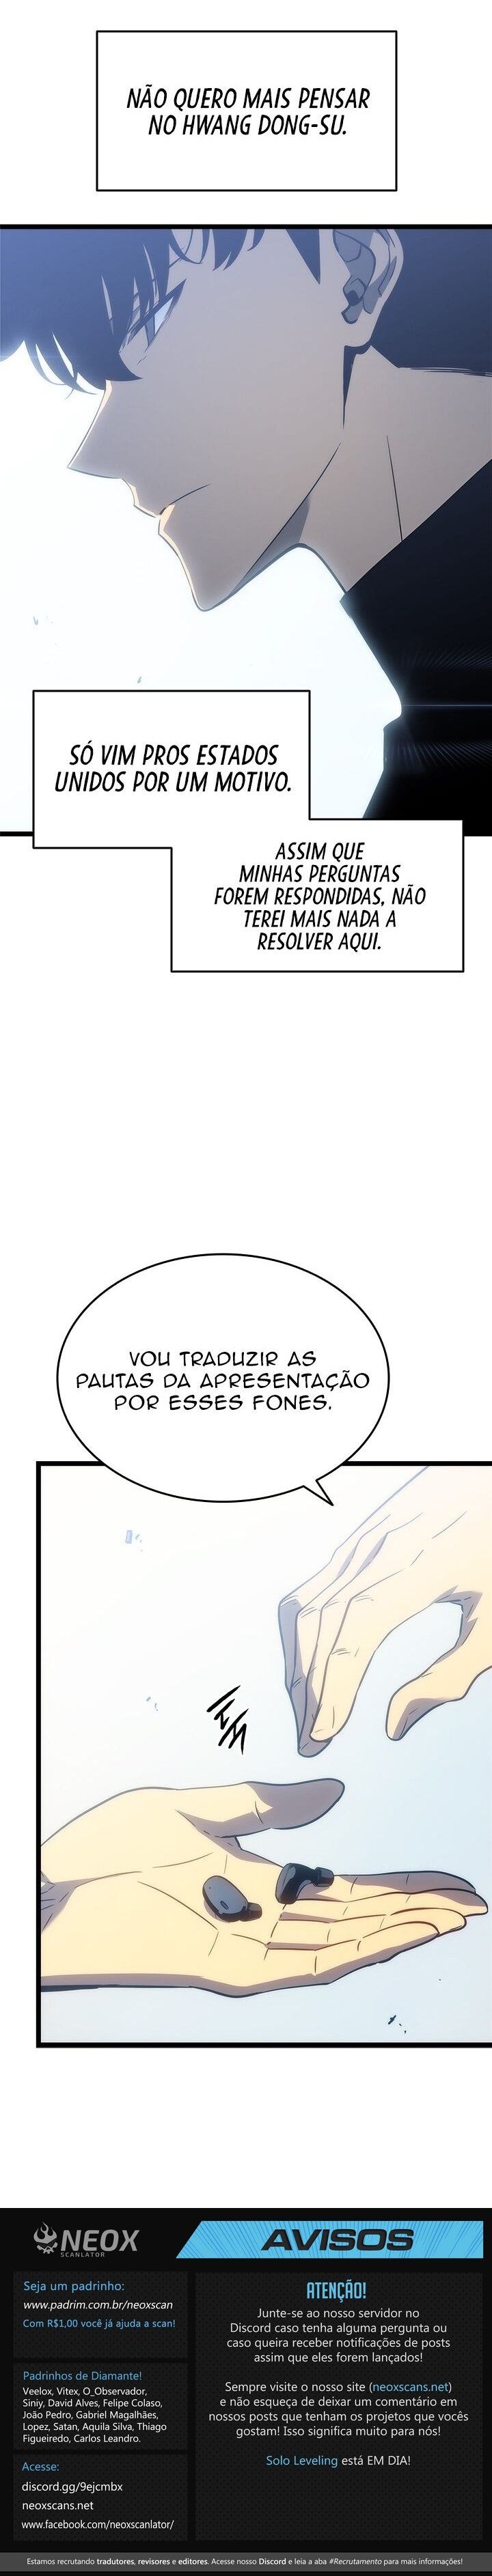 NÃO QUERO MAIS PENSAR
NO HWANG DONG-SU.
SÓ VIM PROS ESTADOS
UNIDOS POR UM MOTIVO.
ASSIM QUE
MINHAS PERGUNTAS
FOREM RESPONDIDAS, NÃO
TEREI MAIS NADA A
RESOLVER AQUI.
VOU TRADUZIR AS
PAUTAS DA APRESENTAÇÃO
POR ESSES FONES.
NEOX
SCANLATOR
AVISOS
Seja um padrinho:
www.padrim.com.br/neoxscan
Com R$1,00 você já ajuda a scan!
Padrinhos de Diamante!
Veelox, Vitex, O_Observador,
Siniy, David Alves, Felipe Colaso,
João Pedro, Gabriel Magalhães,
Lopez, Satan, Aquila Silva, Thiago
Figueiredo, Carlos Leandro.
Acesse:
discord.gg/9ejcmbx
neoxscans.net
www.facebook.com/neoxscanlator/
ATENÇÃO!
Junte-se ao nosso servidor no
Discord caso tenha alguma pergunta ou
caso queira receber notificações de posts
assim que eles forem lançados!
Sempre visite o nosso site (neoxscans.net)
e não esqueça de deixar um comentário em
nossos posts que tenham os projetos que vocês
gostam! Isso significa muito para nós!
Solo Leveling está EM DIA!
Estamos recrutando tradutores, revisores e editores. Acesse nosso Discord e leia a aba #Recrutamento para mais informações!